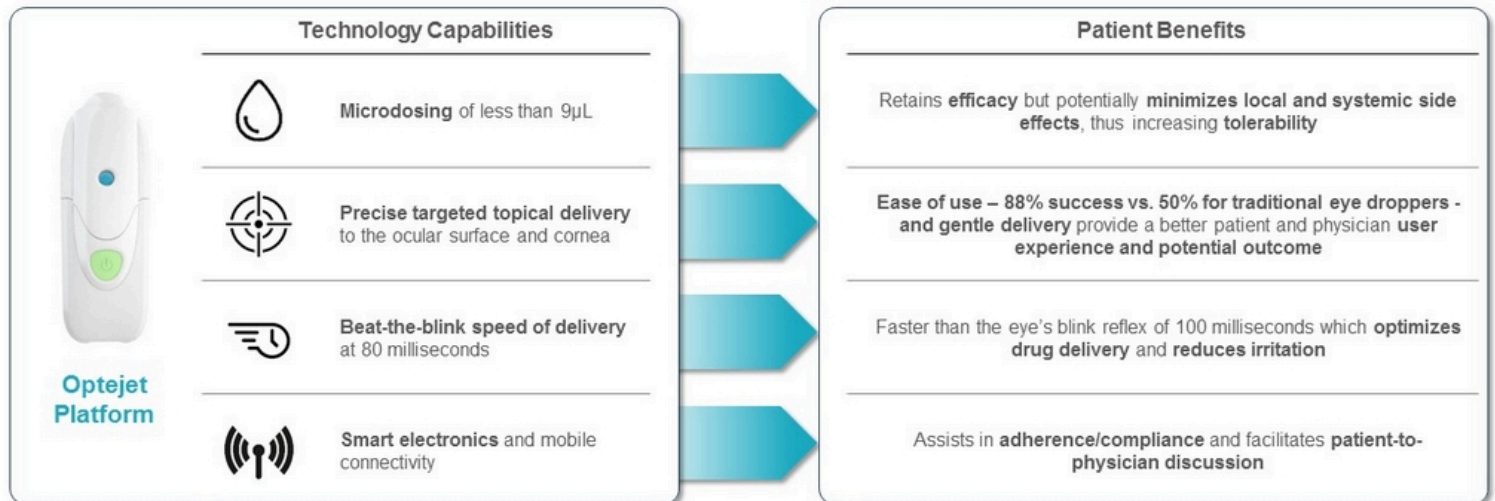 Technology Capabilities
Patient Benefits
Microdosing of less than 9µL
Retains efficacy but potentially minimizes local and systemic side
effects, thus increasing tolerability
Precise targeted topical delivery
to the ocular surface and cornea
Ease of use – 88% success vs. 50% for traditional eye droppers -
and gentle delivery provide a better patient and physician user
experience and potential outcome
Beat-the-blink speed of delivery
at 80 milliseconds
Faster than the eye's blink reflex of 100 milliseconds which optimizes
drug delivery and reduces irritation
Optejet
Platform
Smart electronics and mobile
connectivity
Assists in adherence/compliance and facilitates patient-to-
physician discussion